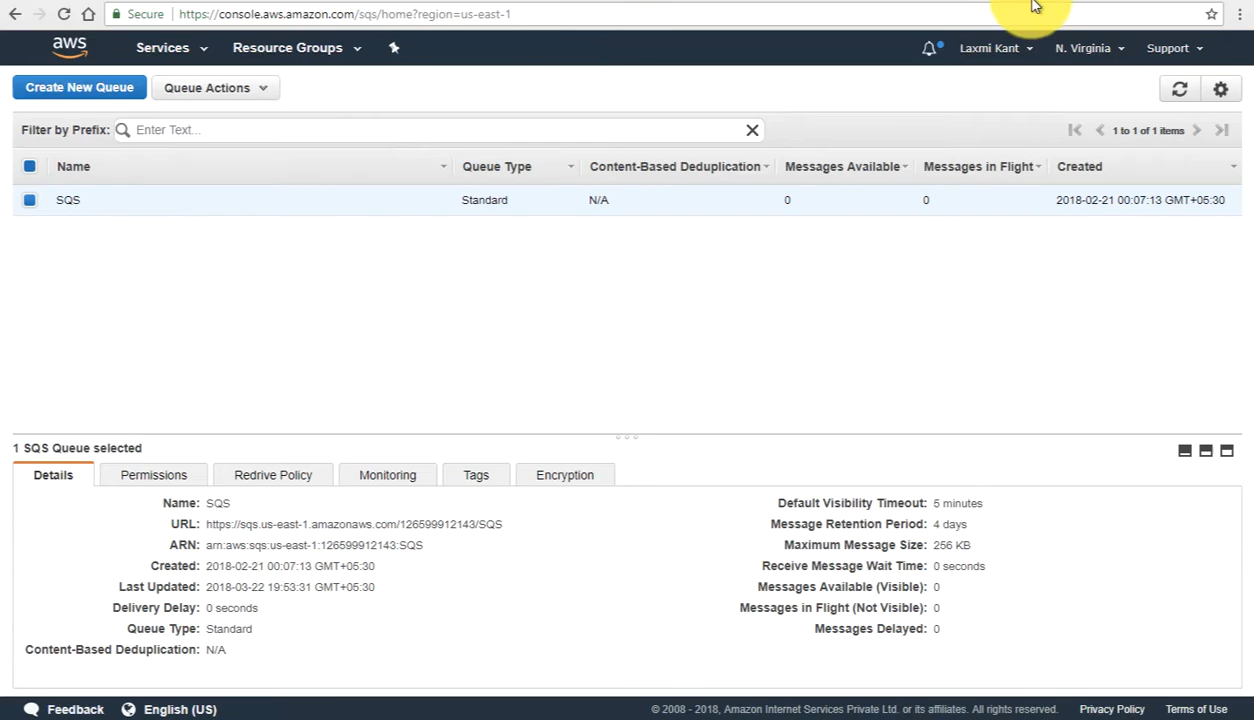 Secure https://console.aws.amazon.com/sqs/home?region=us-east-1
aws Services Resource Groups Laxmi Kant N. Virginia Support
Create New Queue Queue Actions
Filter by Prefix: Enter Text... 1 to 1 of 1 items
Name Queue Type Content-Based Deduplication Messages Available Messages in Flight Created
SQS Standard N/A 0 0 2018-02-21 00:07:13 GMT+05:30
1 SQS Queue selected
Details Permissions Redrive Policy Monitoring Tags Encryption
Name: SQS Default Visibility Timeout: 5 minutes
URL: https://sqs.us-east-1.amazonaws.com/126599912143/SQS Message Retention Period: 4 days
ARN: arn:aws:sqs:us-east-1:126599912143:SQS Maximum Message Size: 256 KB
Created: 2018-02-21 00:07:13 GMT+05:30 Receive Message Wait Time: 0 seconds
Last Updated: 2018-03-22 19:53:31 GMT+05:30 Messages Available (Visible): 0
Delivery Delay: 0 seconds Messages in Flight (Not Visible): 0
Queue Type: Standard Messages Delayed: 0
Content-Based Deduplication: N/A
Feedback English (US) © 2008 - 2018, Amazon Internet Services Private Ltd. or its affiliates. All rights reserved. Privacy Policy Terms of Use